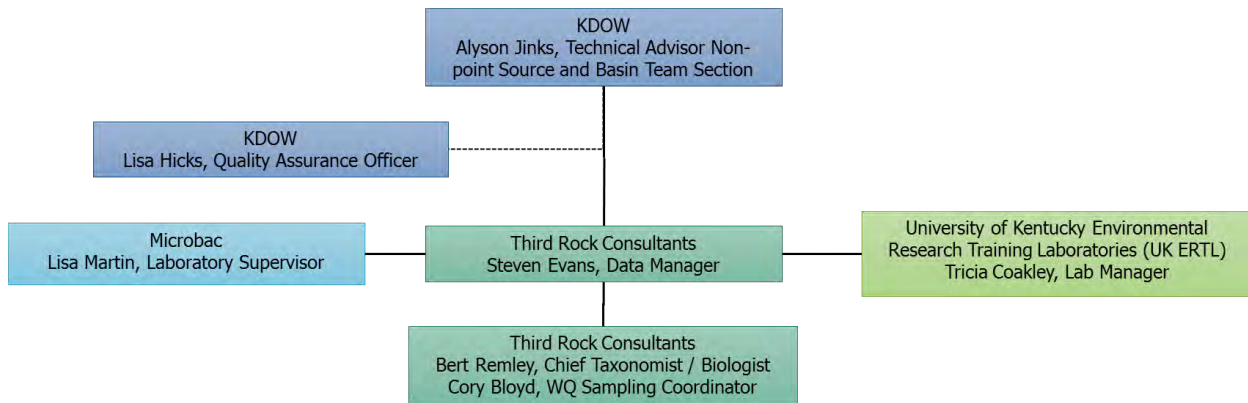 KDOW
Alyson Jinks, Technical Advisor Non-
point Source and Basin Team Section
KDOW
Lisa Hicks, Quality Assurance Officer
Microbac
Lisa Martin, Laboratory Supervisor
Third Rock Consultants
Steven Evans, Data Manager
University of Kentucky Environmental
Research Training Laboratories (UK ERTL)
Tricia Coakley, Lab Manager
Third Rock Consultants
Bert Remley, Chief Taxonomist / Biologist
Cory Bloyd, WQ Sampling Coordinator